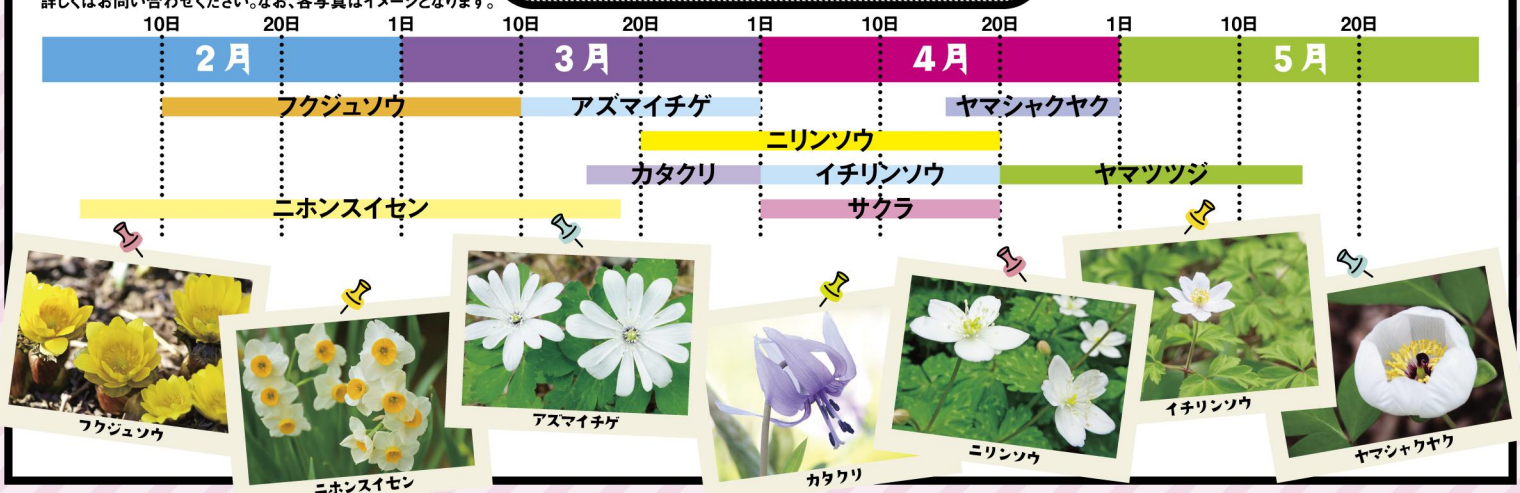 詳しくはお問い合わせください。なお、各写真はイメージとなります。
10日 20日 1日 10日 20日 1日 10日 20日 1日 10日 20日
2月 3月 4月 5月
フクジュソウ アズマイチゲ ヤマシャクヤク
ニリンソウ
カタクリ イチリンソウ ヤマツツジ
ニホンスイセン サクラ
フクジュソウ
ニホンスイセン
アズマイチゲ
カタクリ
ニリンソウ
イチリンソウ
ヤマシャクヤク